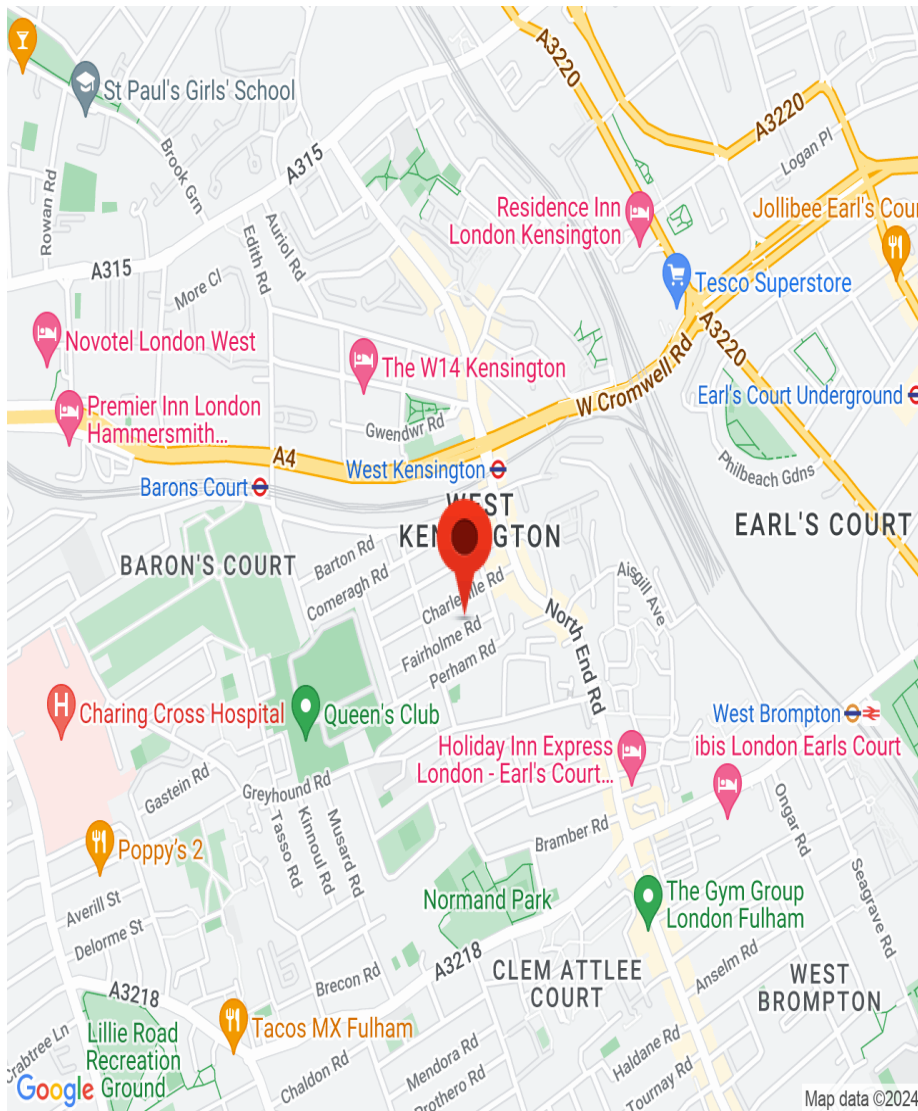 A3220
St Paul's Girls' School
A3220
Logan Pl
Brook Grn
A315
Rowan Rd
Residence Inn
London Kensington
Jollibee Earl's Cour
Edith Rd
Auriol Rd
A315
More Cl
Tesco Superstore
A3220
Novotel London West
The W14 Kensington
W Cromwell Rd
Earl's Court Underground
Premier Inn London
Hammersmith...
Gwendwr Rd
A4
West Kensington
Philbeach Gdns
Barons Court
WEST
EARL'S COURT
BARON'S COURT
Barton Rd
Comeragh Rd
Aisgill Ave
Fairholme Rd
North End Rd
Perham Rd
Charing Cross Hospital
Queen's Club
West Brompton
Holiday Inn Express
London - Earl's Court...
ibis London Earls Court
Gastein Rd
Greyhound Rd
Tasso Rd
Kinnoul Rd
Musard Rd
Bramber Rd
Ongar Rd
Seagrave Rd
Poppy's 2
Normand Park
The Gym Group
London Fulham
Averill St
Delorme St
Brecon Rd
A3218
CLEM ATTLEE
COURT
Anselm Rd
WEST
BROMPTON
A3218
Tacos MX Fulham
Lillie Road
Recreation
Ground
Crabtree Ln
Chaldon Rd
Mendora Rd
Brothero Rd
Haldane Rd
Tournay Rd
Google
Map data ©2024